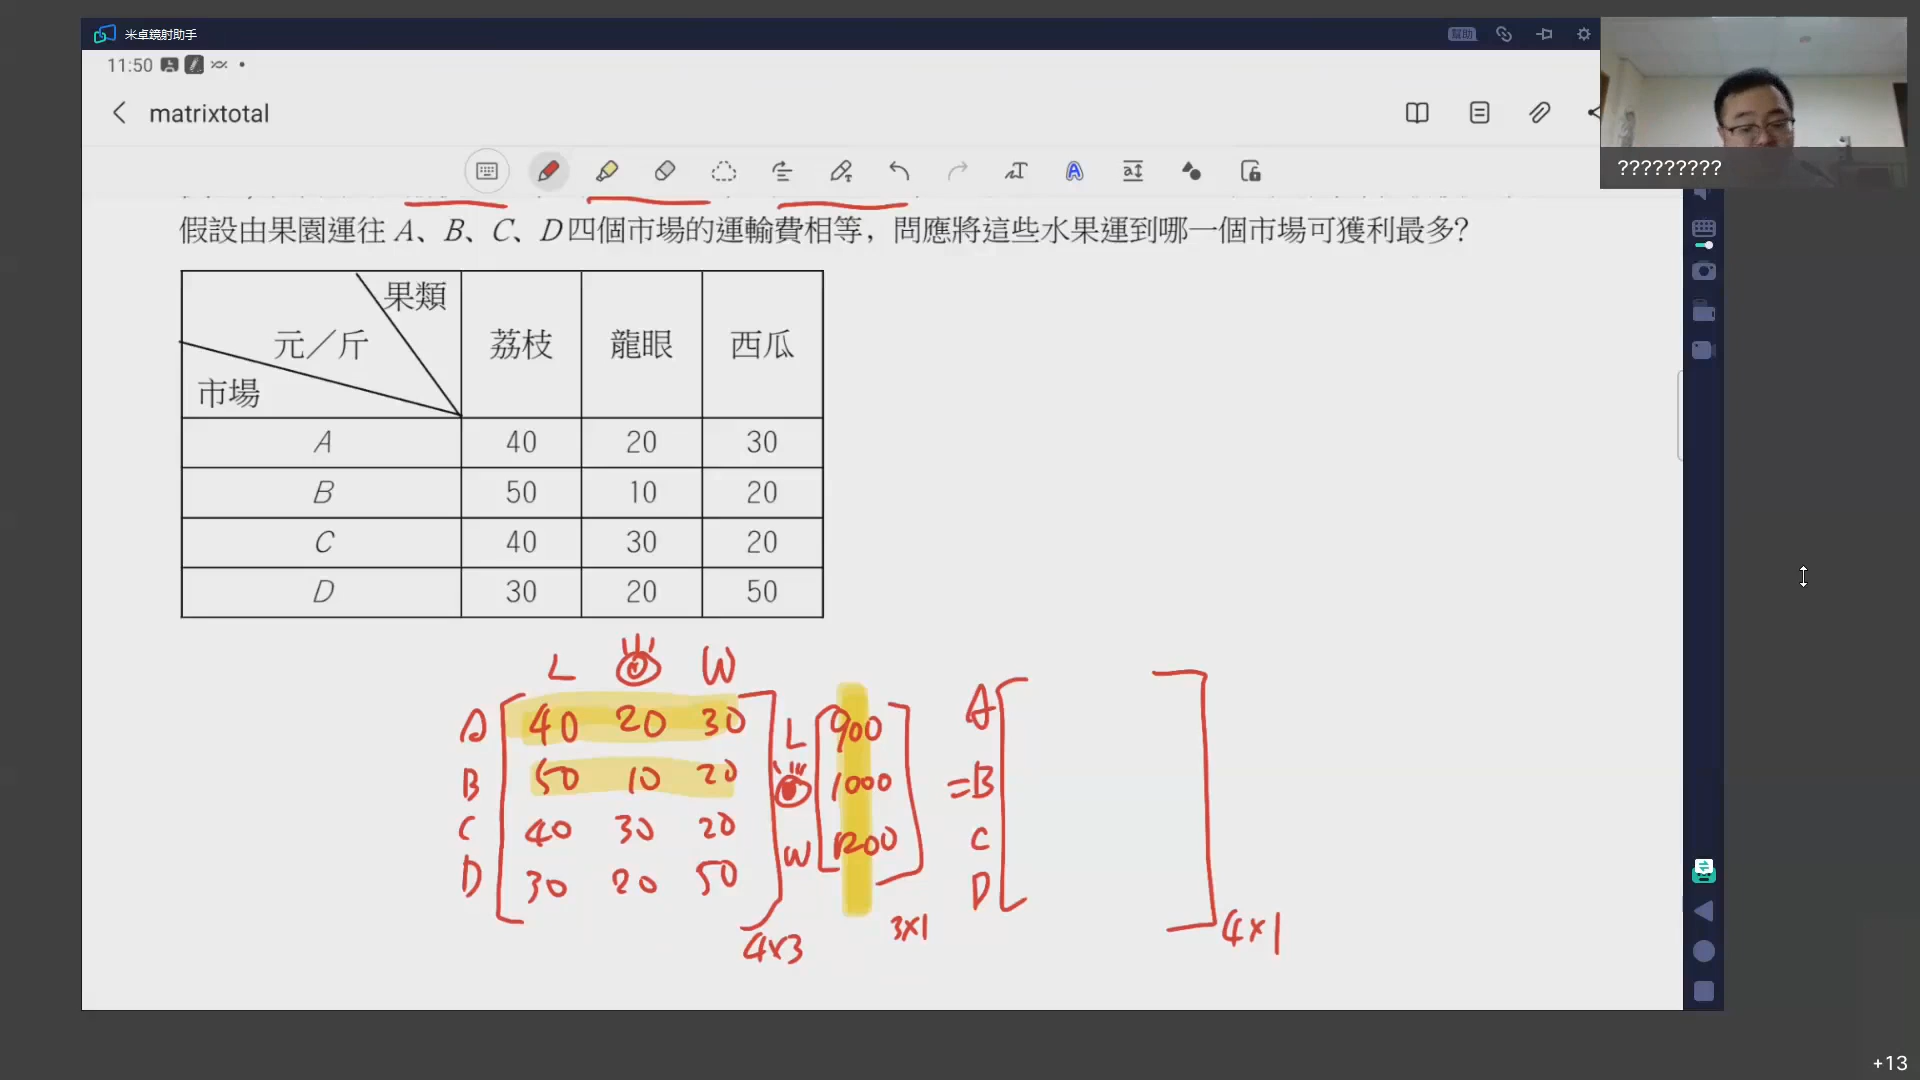 米卓鏡射助手
幫助
11:50
matrixtotal
?????????
假設由果園運往 A、B、C、D 四個市場的運輸費相等，問應將這些水果運到哪一個市場可獲利最多?
果類
元／斤
市場
荔枝 龍眼 西瓜
A 40 20 30
B 50 10 20
C 40 30 20
D 30 20 50
L W
A 40 20 30 L 900 A
B 50 10 20 1000 = B
C 40 30 20 W 1200 C
D 30 20 50 D
4x3 3x1 4x1
+13